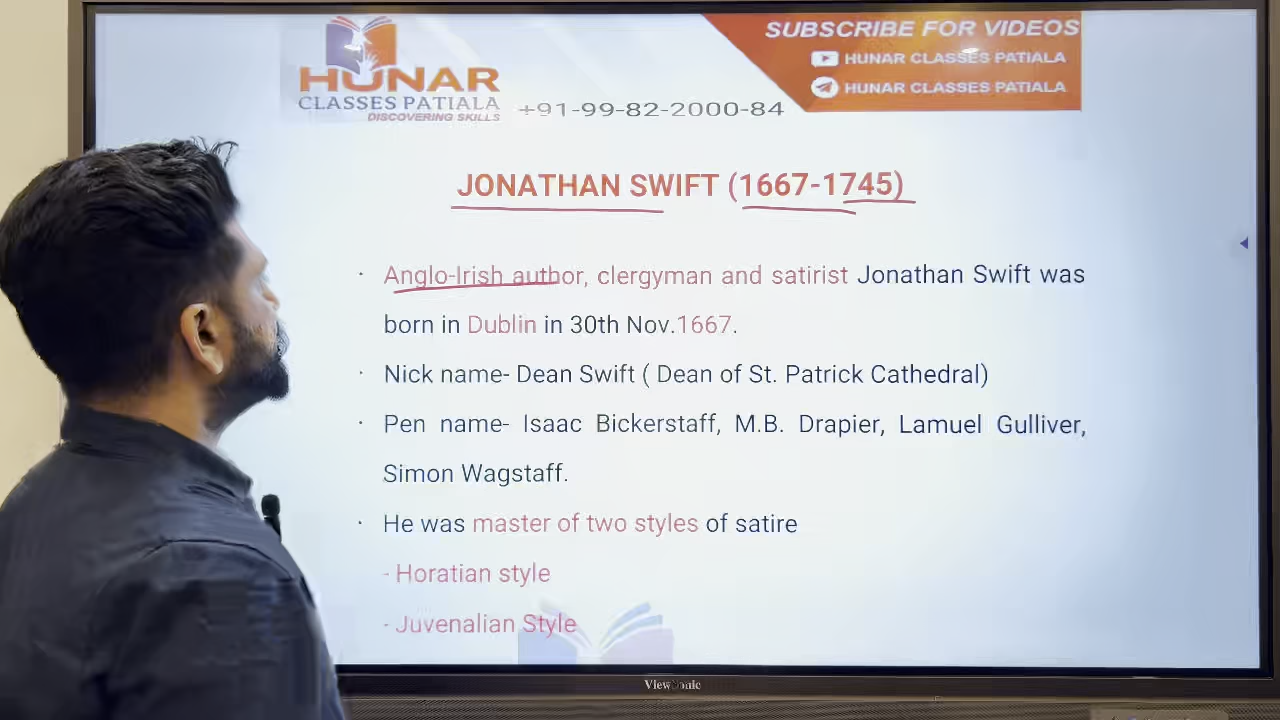 HUNAR
CLASSES PATIALA
DISCOVERING SKILLS
+91-99-82-2000-84
SUBSCRIBE FOR VIDEOS
HUNAR CLASSES PATIALA
HUNAR CLASSES PATIALA
JONATHAN SWIFT (1667-1745)
· Anglo-Irish author, clergyman and satirist Jonathan Swift was
born in Dublin in 30th Nov.1667.
· Nick name- Dean Swift ( Dean of St. Patrick Cathedral)
· Pen name- Isaac Bickerstaff, M.B. Drapier, Lamuel Gulliver,
Simon Wagstaff.
· He was master of two styles of satire
- Horatian style
- Juvenalian Style
ViewSonic